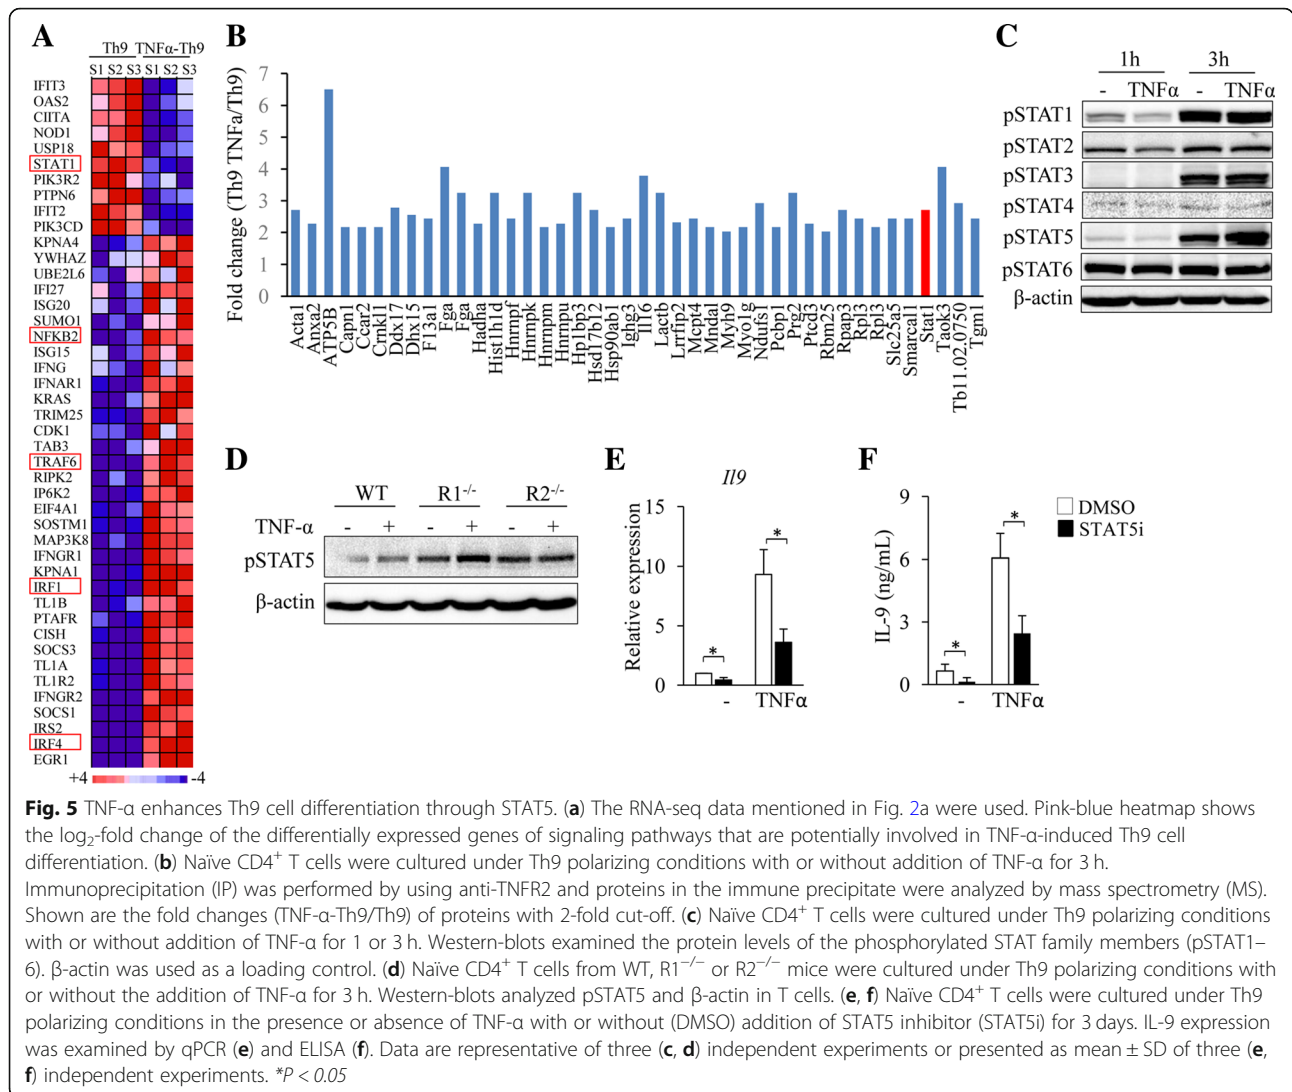 A
Th9 TNFα-Th9
S1 S2 S3 S1 S2 S3
IFIT3
OAS2
CIITA
NOD1
USP18
STAT1
PIK3R2
PTPN6
IFIT2
PIK3CD
KPNA4
YWHAZ
UBE2L6
IFI27
ISG20
SUMO1
NFKB2
ISG15
IFNG
IFNAR1
KRAS
TRIM25
CDK1
TAB3
TRAF6
RIPK2
IP6K2
EIF4A1
SOSTM1
MAP3K8
IFNGR1
KPNA1
IRF1
TL1B
PTAFR
CISH
SOCS3
TL1A
TL1R2
IFNGR2
SOCS1
IRS2
IRF4
EGR1
+4 -4
B
Fold change (Th9 TNFa/Th9)
7
6
5
4
3
2
1
0
Acta1
Anxa2
ATP5B
Capn1
Ccar2
Crnkl1
Ddx17
Dhx15
F13a1
Fga
Fga
Hadha
Hist1h1d
Hnrnpf
Hnrnpk
Hnrnpm
Hnrnpu
Hp1bp3
Hsd17b12
Hsp90ab1
Ighg3
Il16
Lactb
Lrrfip2
Mcpt4
Mndal
Myh9
Myo1g
Ndufs1
Pcbp1
Prg2
Ptcd3
Rbm25
Rpap3
Rpl3
Rpl3
Slc25a5
Smarcal1
Stat1
Taok3
Tb11.02.0750
Tgm1
C
1h 3h
- TNFα - TNFα
pSTAT1
pSTAT2
pSTAT3
pSTAT4
pSTAT5
pSTAT6
β-actin
D
WT R1-/- R2-/-
TNF-α - + - + - +
pSTAT5
β-actin
E
Il9
Relative expression
15
10
5
0
* *
- TNFα
F
IL-9 (ng/mL)
9
6
3
0
* *
- TNFα
DMSO
STAT5i
Fig. 5 TNF-α enhances Th9 cell differentiation through STAT5. (a) The RNA-seq data mentioned in Fig. 2a were used. Pink-blue heatmap shows
the log2-fold change of the differentially expressed genes of signaling pathways that are potentially involved in TNF-α-induced Th9 cell
differentiation. (b) Naïve CD4+ T cells were cultured under Th9 polarizing conditions with or without addition of TNF-α for 3 h.
Immunoprecipitation (IP) was performed by using anti-TNFR2 and proteins in the immune precipitate were analyzed by mass spectrometry (MS).
Shown are the fold changes (TNF-α-Th9/Th9) of proteins with 2-fold cut-off. (c) Naïve CD4+ T cells were cultured under Th9 polarizing conditions
with or without addition of TNF-α for 1 or 3 h. Western-blots examined the protein levels of the phosphorylated STAT family members (pSTAT1–
6). β-actin was used as a loading control. (d) Naïve CD4+ T cells from WT, R1−/− or R2−/− mice were cultured under Th9 polarizing conditions with
or without the addition of TNF-α for 3 h. Western-blots analyzed pSTAT5 and β-actin in T cells. (e, f) Naïve CD4+ T cells were cultured under Th9
polarizing conditions in the presence or absence of TNF-α with or without (DMSO) addition of STAT5 inhibitor (STAT5i) for 3 days. IL-9 expression
was examined by qPCR (e) and ELISA (f). Data are representative of three (c, d) independent experiments or presented as mean ± SD of three (e,
f) independent experiments. *P < 0.05